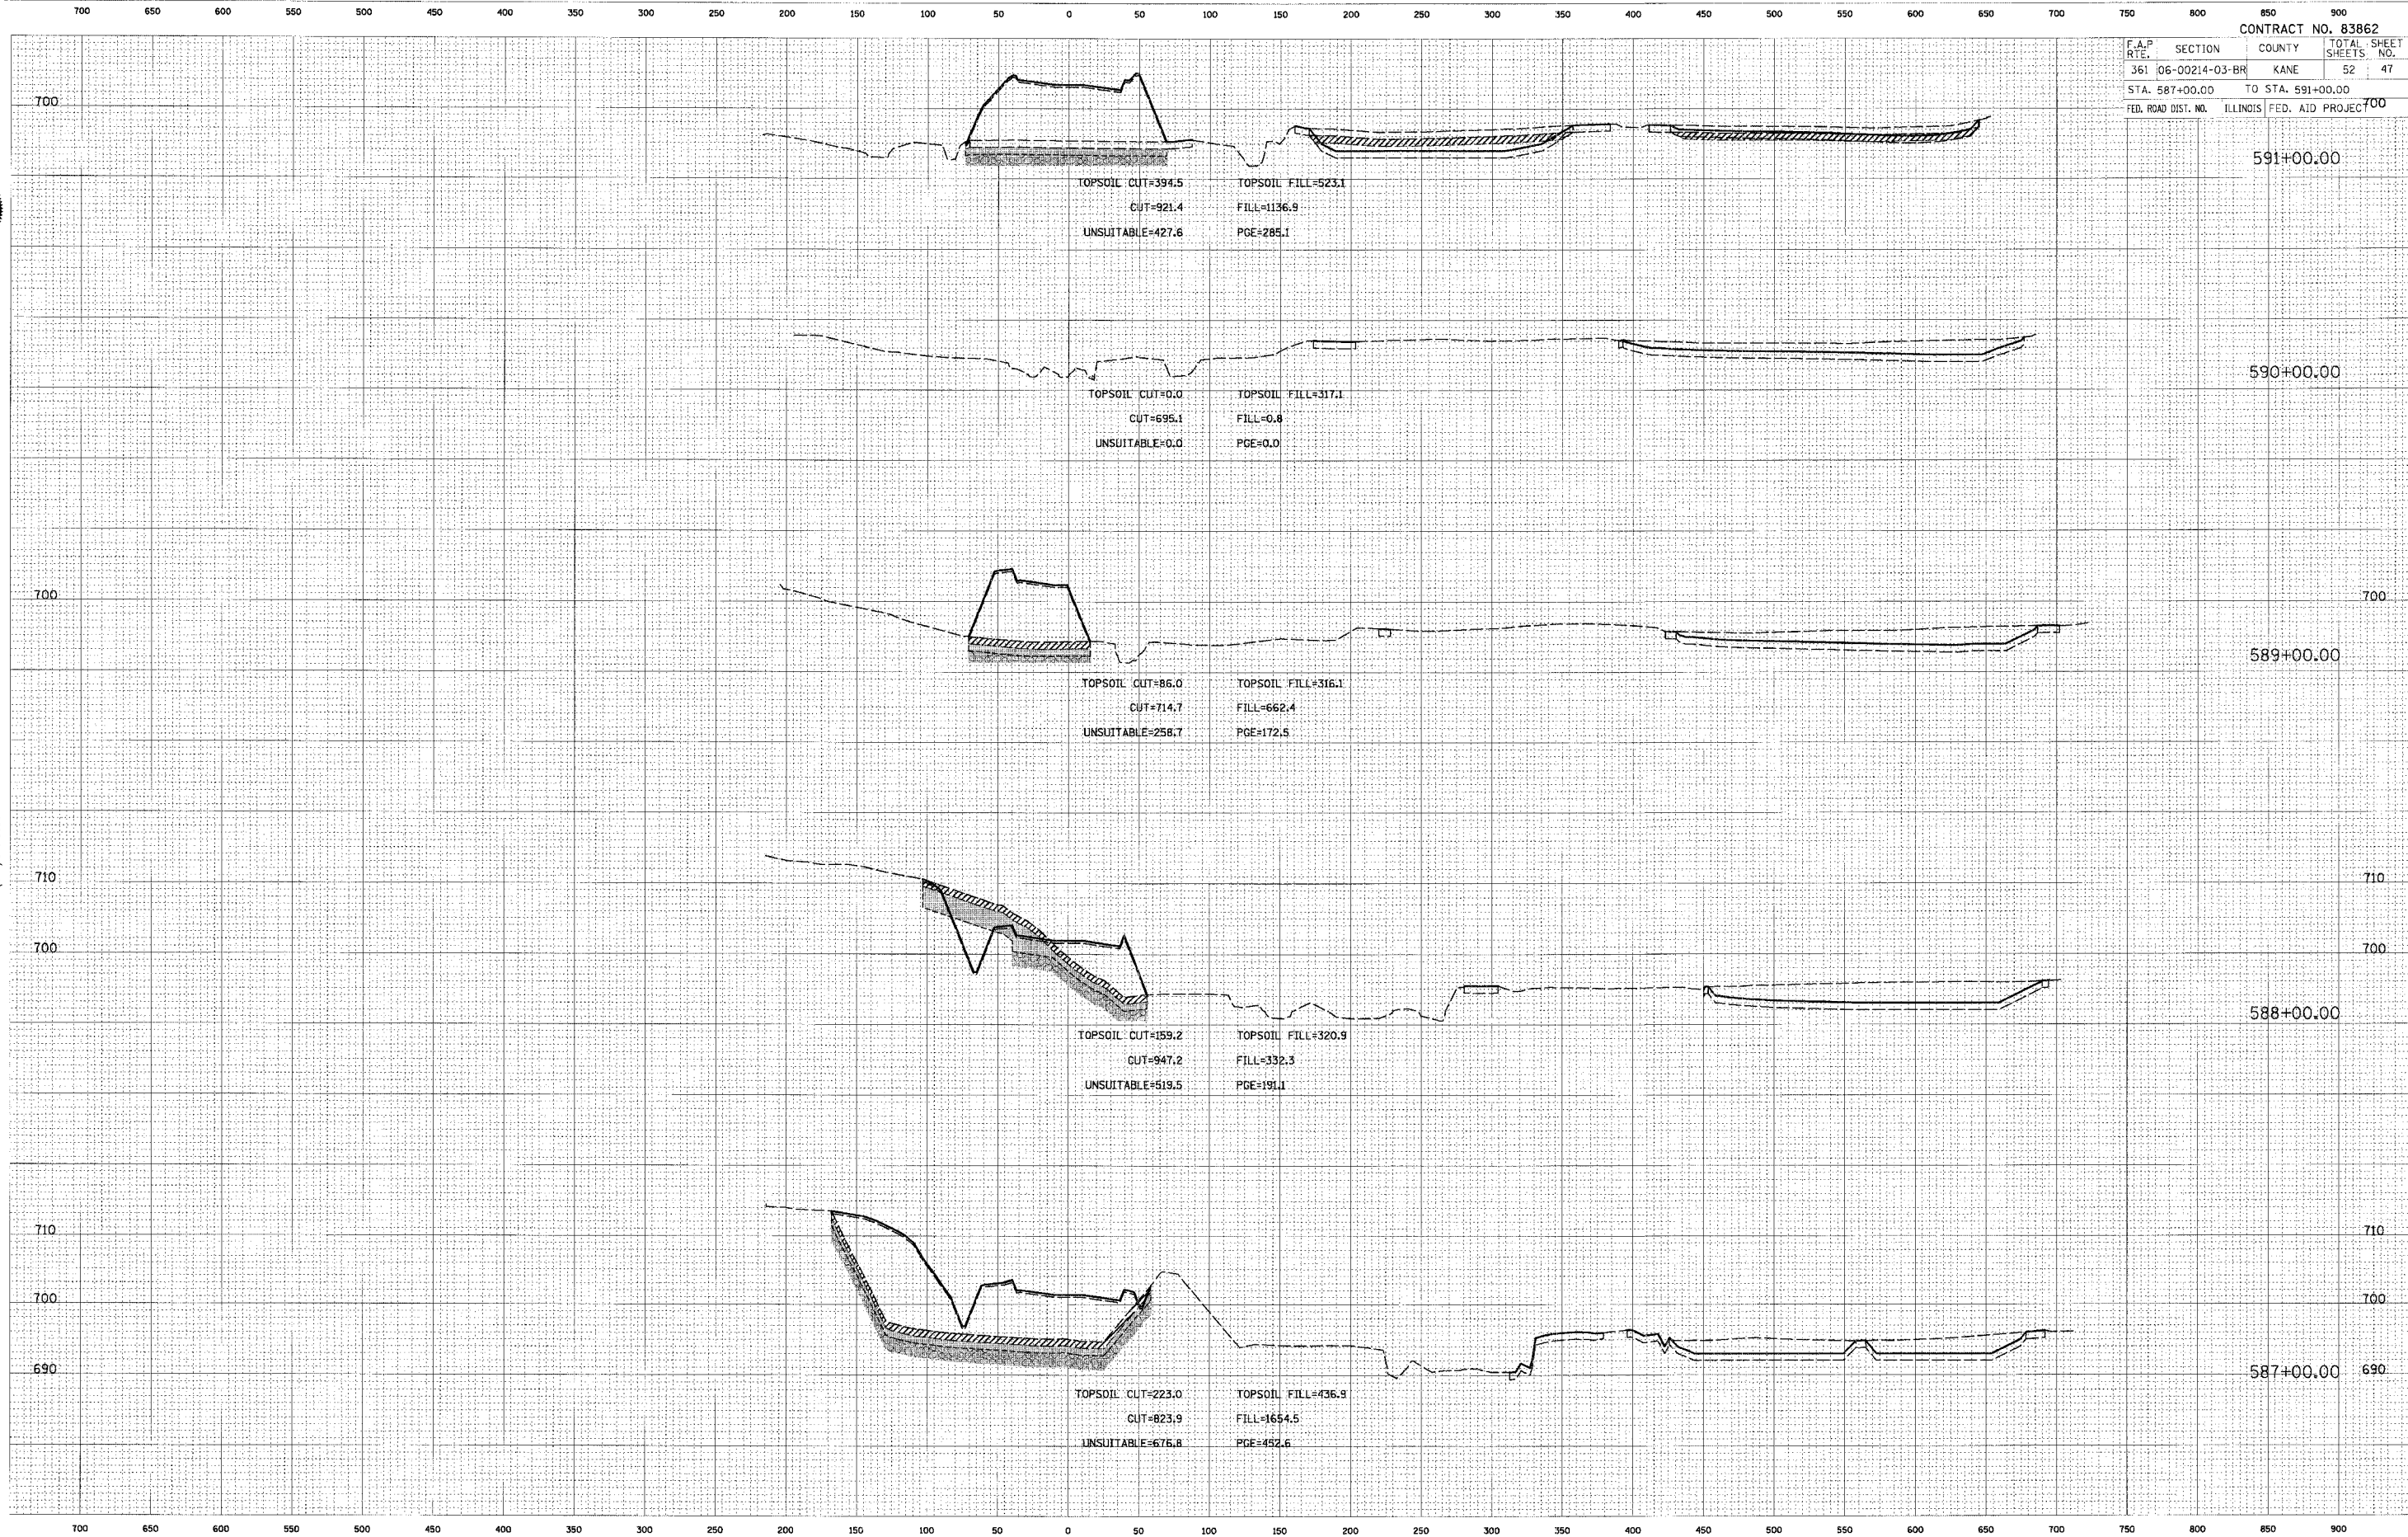 700 650 600 550 500 450 400 350 300 250 200 150 100 50 0 50 100 150 200 250 300 350 400 450 500 550 600 650 700 750 800 850 900
CONTRACT NO. 83862
F.A.P RTE. SECTION COUNTY TOTAL SHEETS SHEET NO.
361 06-00214-03-BR KANE 52 47
STA. 587+00.00 TO STA. 591+00.00
FED. ROAD DIST. NO. ILLINOIS FED. AID PROJECT
700 700
591+00.00
TOPSOIL CUT=394.5 TOPSOIL FILL=523.1
CUT=921.4 FILL=1136.9
UNSUITABLE=427.6 PGE=285.1
590+00.00
TOPSOIL CUT=0.0 TOPSOIL FILL=317.1
CUT=695.1 FILL=0.8
UNSUITABLE=0.0 PGE=0.0
700 700
589+00.00
TOPSOIL CUT=86.0 TOPSOIL FILL=316.1
CUT=714.7 FILL=662.4
UNSUITABLE=258.7 PGE=172.5
710 710
700 700
588+00.00
TOPSOIL CUT=159.2 TOPSOIL FILL=320.9
CUT=947.2 FILL=332.3
UNSUITABLE=519.5 PGE=191.1
710 710
700 700
690 587+00.00 690
TOPSOIL CUT=223.0 TOPSOIL FILL=436.9
CUT=823.9 FILL=1654.5
UNSUITABLE=676.8 PGE=452.6
700 650 600 550 500 450 400 350 300 250 200 150 100 50 0 50 100 150 200 250 300 350 400 450 500 550 600 650 700 750 800 850 900